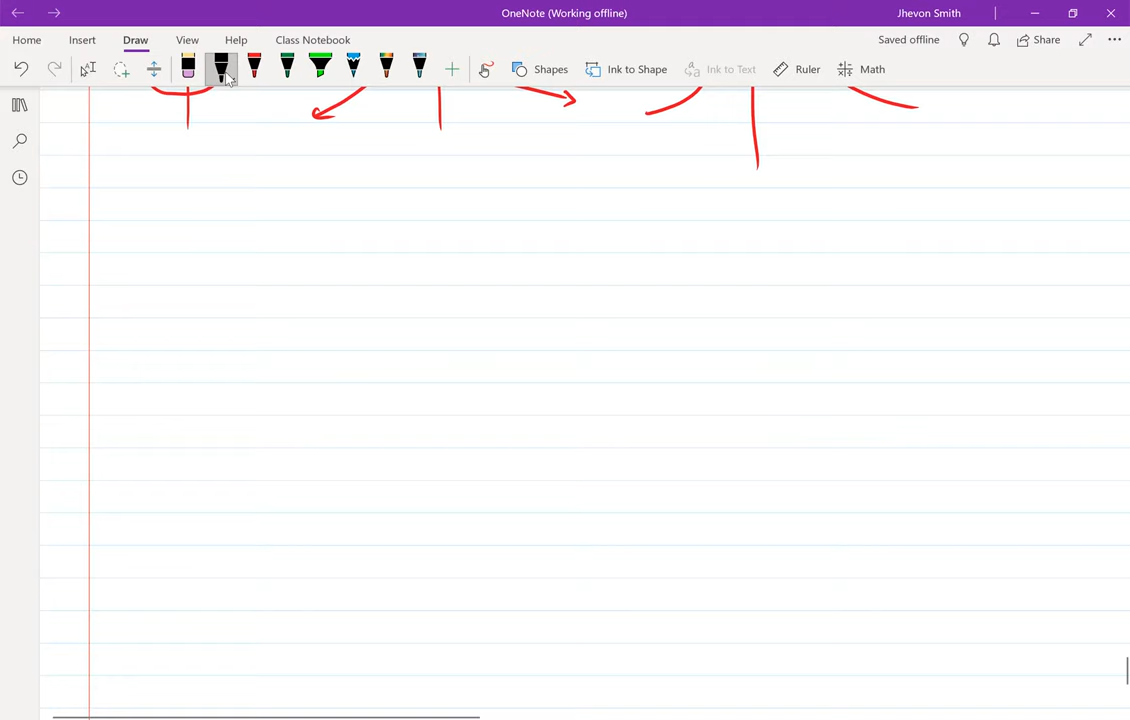 OneNote (Working offline)
Jhevon Smith
Home Insert Draw View Help Class Notebook
Saved offline Share
Shapes Ink to Shape Ink to Text Ruler Math